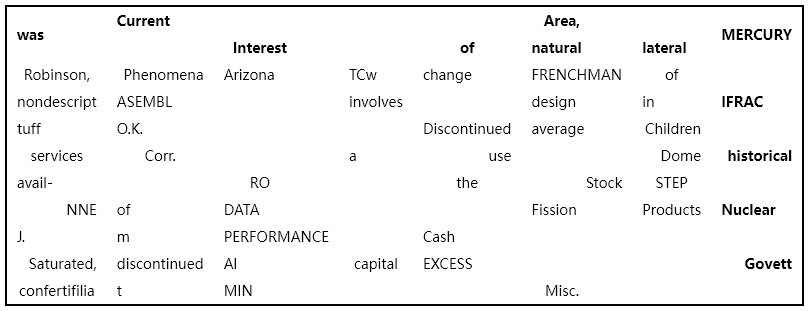 was Current Interest of Area, natural lateral MERCURY
Robinson, Phenomena Arizona TCw change FRENCHMAN of
nondescript ASEMBL involves design in IFRAC
tuff O.K. Discontinued average Children
services Corr. a use Dome historical
avail- RO the Stock STEP
NNE of DATA Fission Products Nuclear
J. m PERFORMANCE Cash
Saturated, discontinued AI capital EXCESS Govett
confertifilia t MIN Misc.